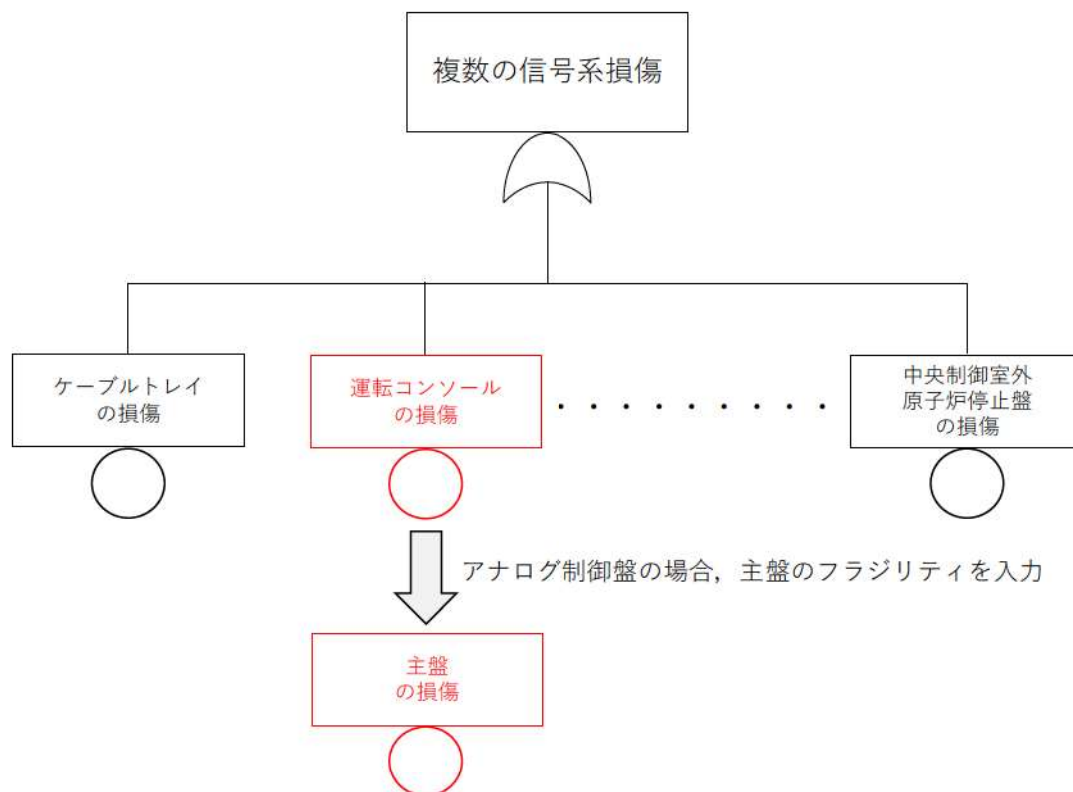 複数の信号系損傷
ケーブルトレイ
の損傷
運転コンソール
の損傷
・・・・・・・・・
中央制御室外
原子炉停止盤
の損傷
アナログ制御盤の場合，主盤のフラジリティを入力
主盤
の損傷